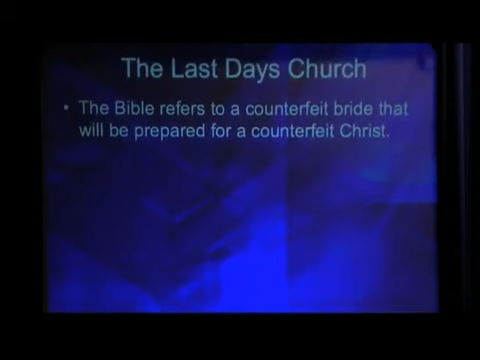 The Last Days Church
• The Bible refers to a counterfeit bride that
will be prepared for a counterfeit Christ.